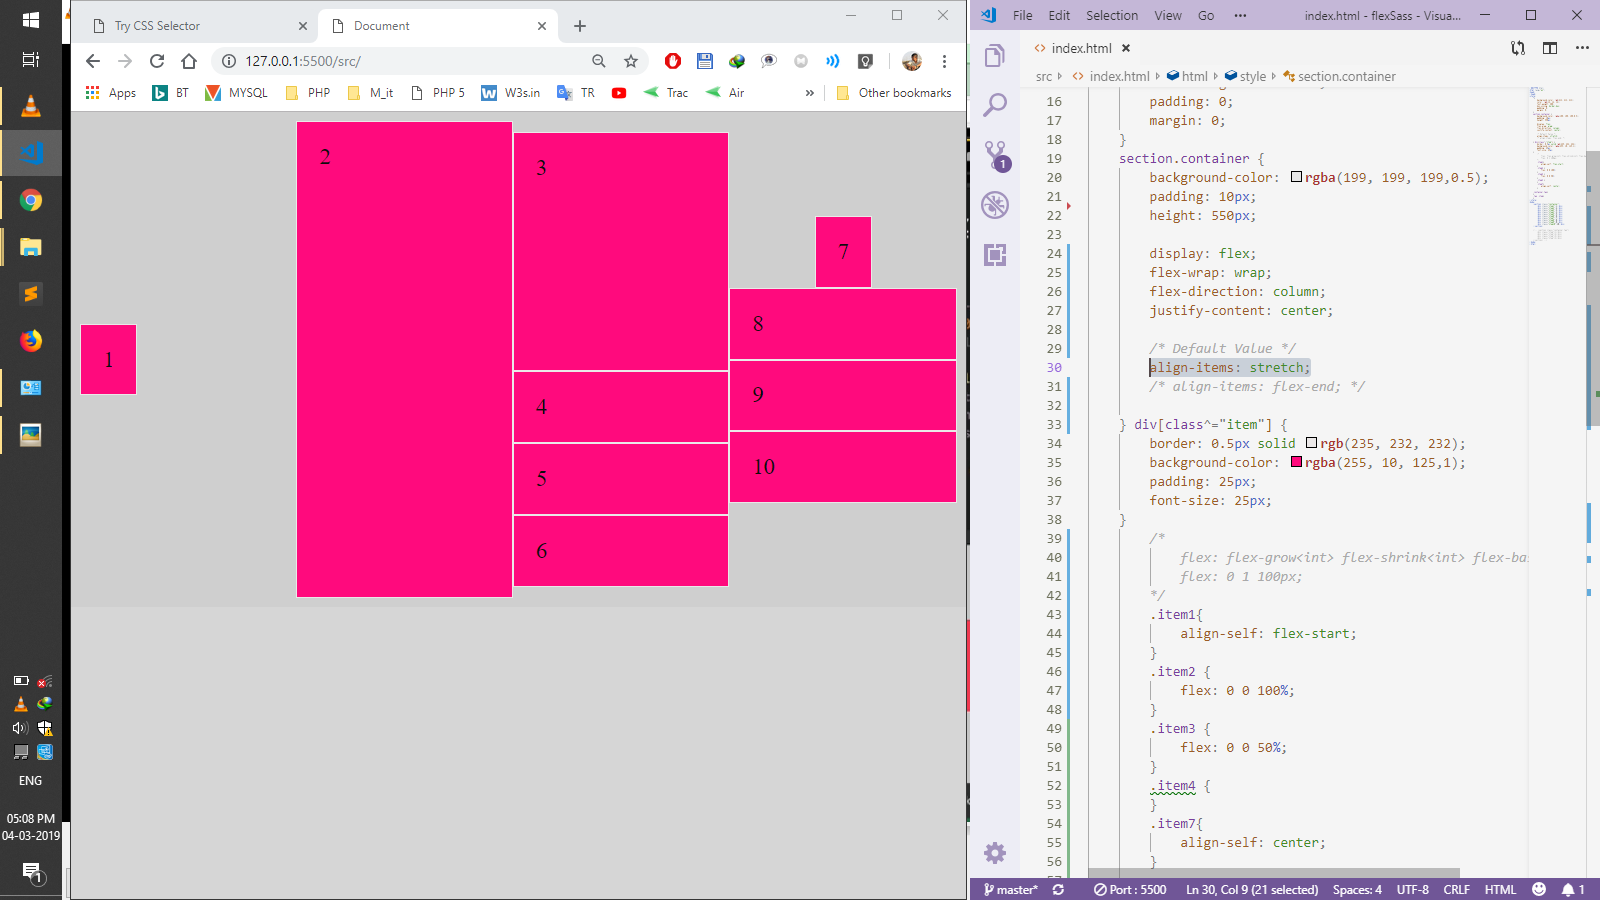 Try CSS Selector
Document
127.0.0.1:5500/src/
Apps
BT
MYSQL
PHP
M_it
PHP 5
W3s.in
TR
Trac
Air
»
Other bookmarks
1
2
3
4
5
6
7
8
9
10
ENG
05:08 PM
04-03-2019
1
File Edit Selection View Go ··· index.html - flexSass - Visua...
index.html
src index.html html style section.container
1
16 padding: 0;
17 margin: 0;
18 }
19 section.container {
20 background-color: rgba(199, 199, 199,0.5);
21 padding: 10px;
22 height: 550px;
23
24 display: flex;
25 flex-wrap: wrap;
26 flex-direction: column;
27 justify-content: center;
28
29 /* Default Value */
30 align-items: stretch;
31 /* align-items: flex-end; */
32
33 } div[class^="item"] {
34 border: 0.5px solid rgb(235, 232, 232);
35 background-color: rgba(255, 10, 125,1);
36 padding: 25px;
37 font-size: 25px;
38 }
39 /*
40 flex: flex-grow<int> flex-shrink<int> flex-ba
41 flex: 0 1 100px;
42 */
43 .item1{
44 align-self: flex-start;
45 }
46 .item2 {
47 flex: 0 0 100%;
48 }
49 .item3 {
50 flex: 0 0 50%;
51 }
52 .item4 {
53 }
54 .item7{
55 align-self: center;
56 }
master* Port : 5500 Ln 30, Col 9 (21 selected) Spaces: 4 UTF-8 CRLF HTML 1